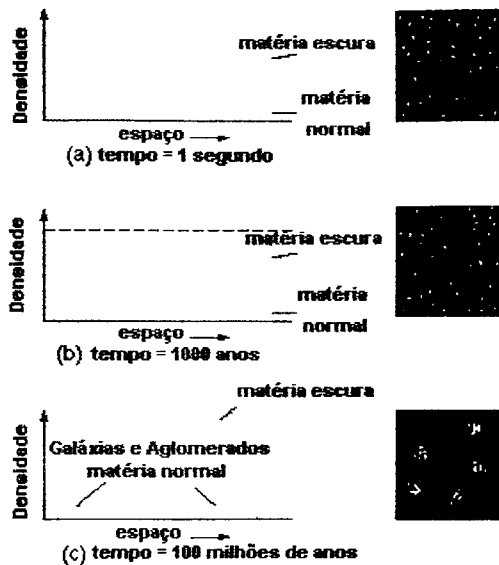 Densidade
matéria escura
matéria
normal
espaço
(a) tempo = 1 segundo
Densidade
matéria escura
matéria
normal
espaço
(b) tempo = 1000 anos
Densidade
matéria escura
Galáxias e Aglomerados
matéria normal
espaço
(c) tempo = 100 milhões de anos